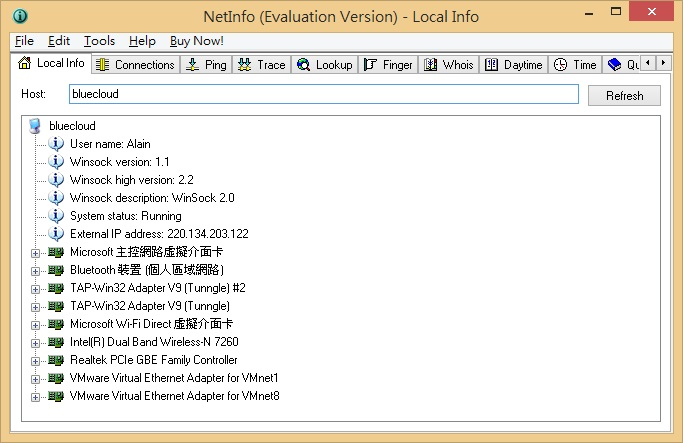 NetInfo (Evaluation Version) - Local Info
File Edit Tools Help Buy Now!
Local Info Connections Ping Trace Lookup Finger Whois Daytime Time
Host: bluecloud Refresh
bluecloud
User name: Alain
Winsock version: 1.1
Winsock high version: 2.2
Winsock description: WinSock 2.0
System status: Running
External IP address: 220.134.203.122
Microsoft 主控網路虛擬介面卡
Bluetooth 裝置 (個人區域網路)
TAP-Win32 Adapter V9 (Tunngle) #2
TAP-Win32 Adapter V9 (Tunngle)
Microsoft Wi-Fi Direct 虛擬介面卡
Intel(R) Dual Band Wireless-N 7260
Realtek PCIe GBE Family Controller
VMware Virtual Ethernet Adapter for VMnet1
VMware Virtual Ethernet Adapter for VMnet8